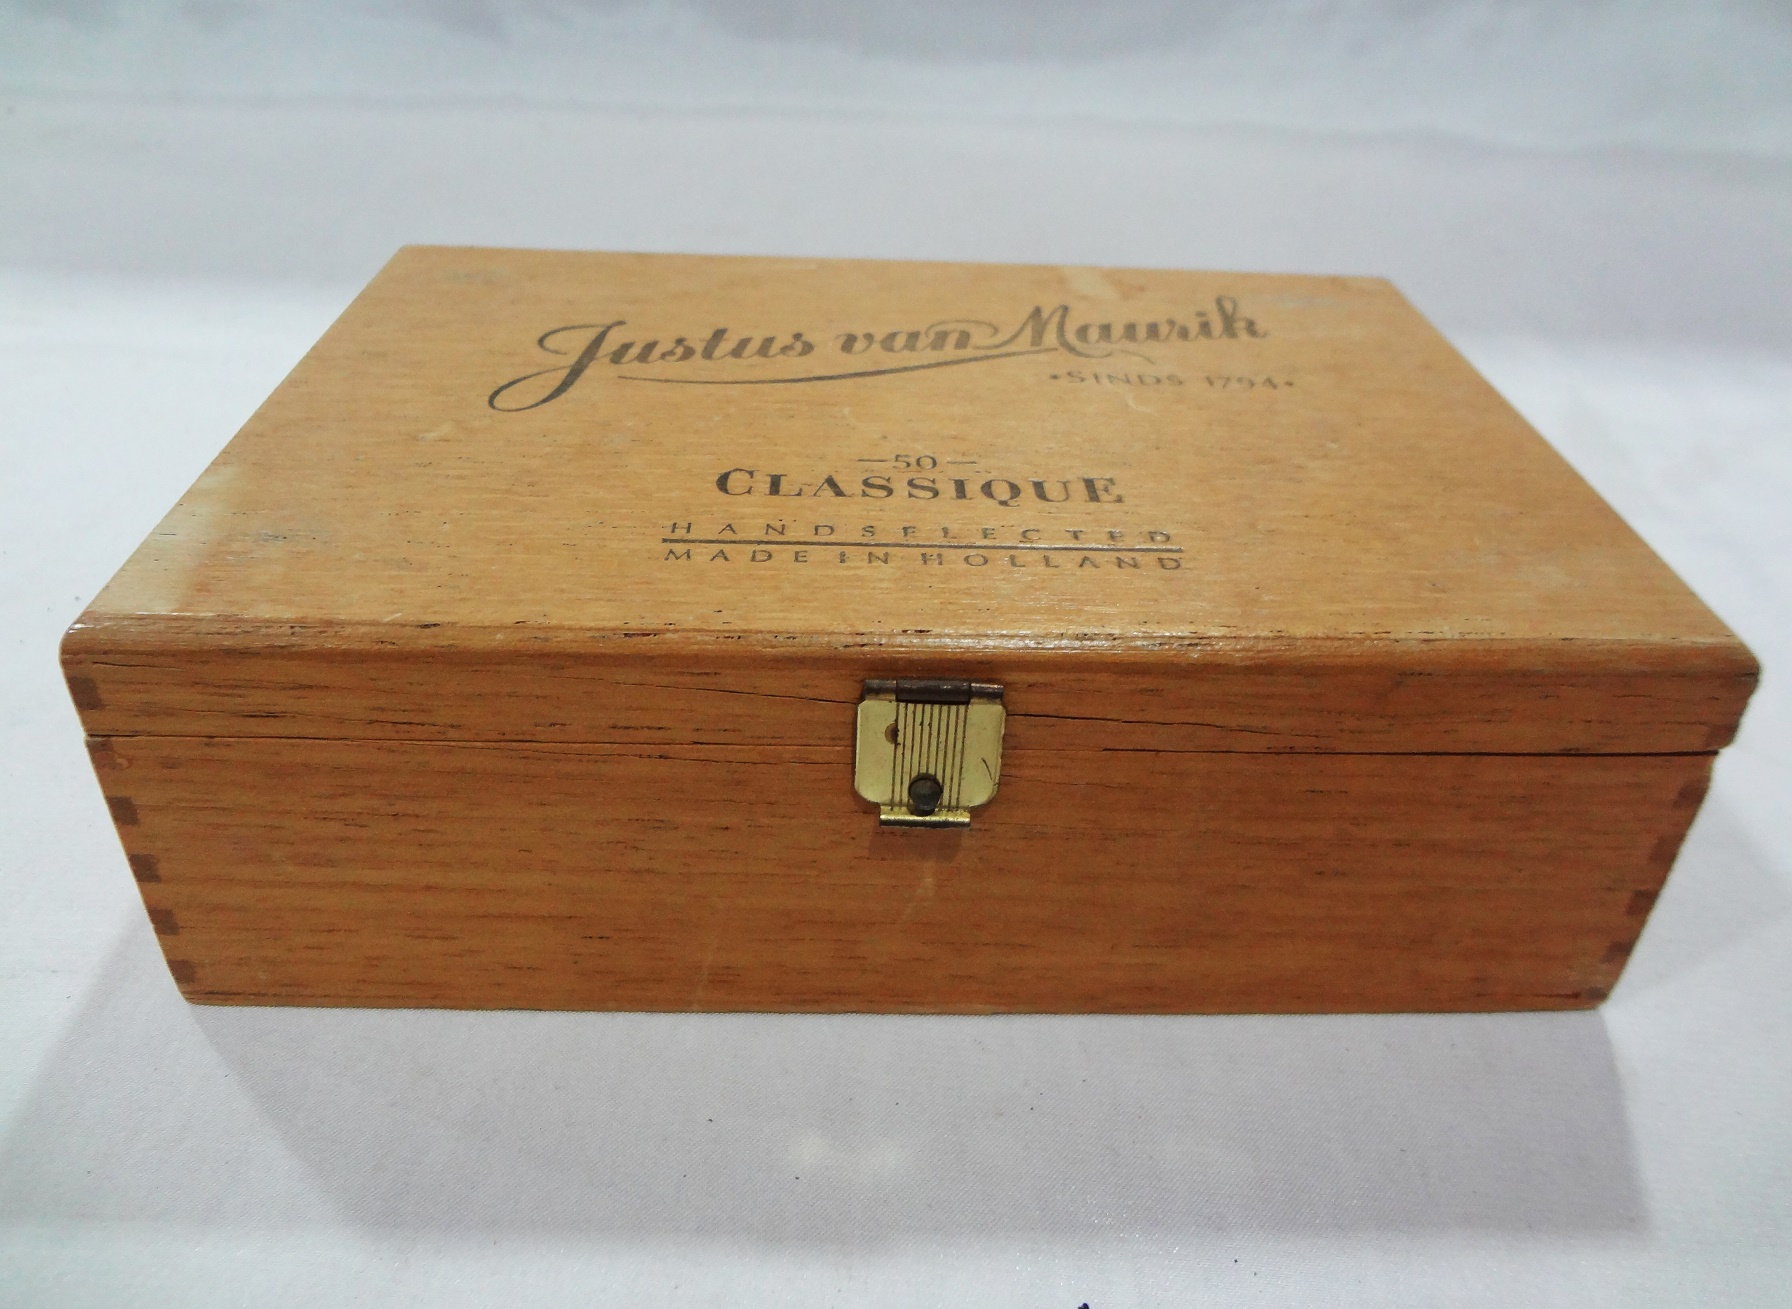 Justus van Maurik
•SINDS 1794•
—50—
CLASSIQUE
HANDSELECTED
MADE IN HOLLAND